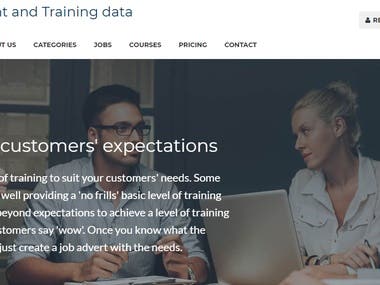 nt and Training data
RE
UT US CATEGORIES JOBS COURSES PRICING CONTACT
customers' expectations
of training to suit your customers' needs. Some
well providing a 'no frills' basic level of training
beyond expectations to achieve a level of training
stomers say 'wow'. Once you know what the
just create a job advert with the needs.